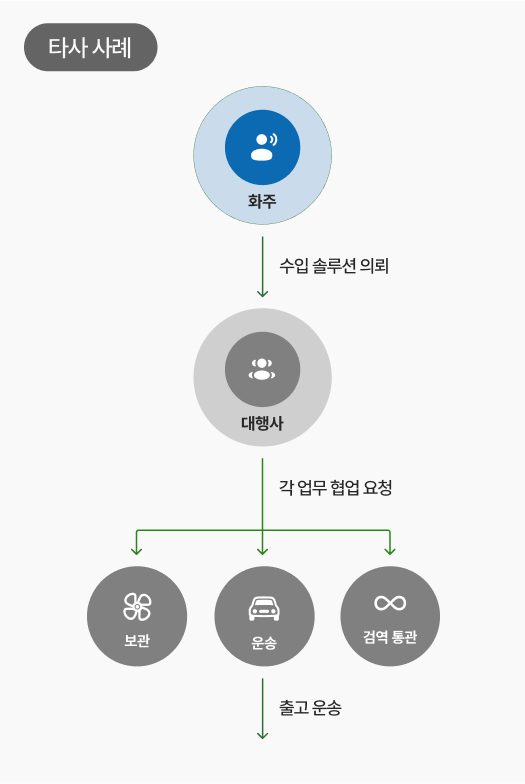 타사 사례
화주
수입 솔루션 의뢰
대행사
각 업무 협업 요청
보관
운송
검역 통관
출고 운송